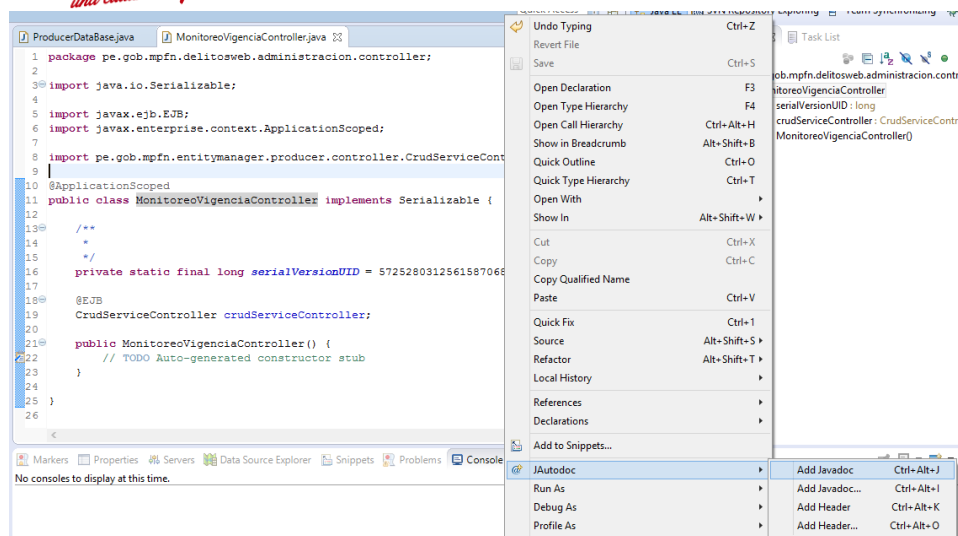 Quick Access
Java EE
SVN Repository Exploring
Team Synchronizing
ProducerDataBase.java
MonitoreoVigenciaController.java
1 package pe.gob.mpfn.delitosweb.administracion.controller;
2
3 import java.io.Serializable;
4
5 import javax.ejb.EJB;
6 import javax.enterprise.context.ApplicationScoped;
7
8 import pe.gob.mpfn.entitymanager.producer.controller.CrudServiceCont
9
10 @ApplicationScoped
11 public class MonitoreoVigenciaController implements Serializable {
12
13 /**
14 *
15 */
16 private static final long serialVersionUID = 5725280312561587068
17
18 @EJB
19 CrudServiceController crudServiceController;
20
21 public MonitoreoVigenciaController() {
22 // TODO Auto-generated constructor stub
23 }
24
25 }
26
Markers Properties Servers Data Source Explorer Snippets Problems Console
No consoles to display at this time.
Undo Typing Ctrl+Z
Revert File
Save Ctrl+S
Open Declaration F3
Open Type Hierarchy F4
Open Call Hierarchy Ctrl+Alt+H
Show in Breadcrumb Alt+Shift+B
Quick Outline Ctrl+O
Quick Type Hierarchy Ctrl+T
Open With
Show In Alt+Shift+W
Cut Ctrl+X
Copy Ctrl+C
Copy Qualified Name
Paste Ctrl+V
Quick Fix Ctrl+1
Source Alt+Shift+S
Refactor Alt+Shift+T
Local History
References
Declarations
Add to Snippets...
JAutodoc
Run As
Debug As
Profile As
Add Javadoc Ctrl+Alt+J
Add Javadoc... Ctrl+Alt+I
Add Header Ctrl+Alt+K
Add Header... Ctrl+Alt+O
Task List
ob.mpfn.delitosweb.administracion.contr
nitoreoVigenciaController
serialVersionUID : long
crudServiceController : CrudServiceContr
MonitoreoVigenciaController()